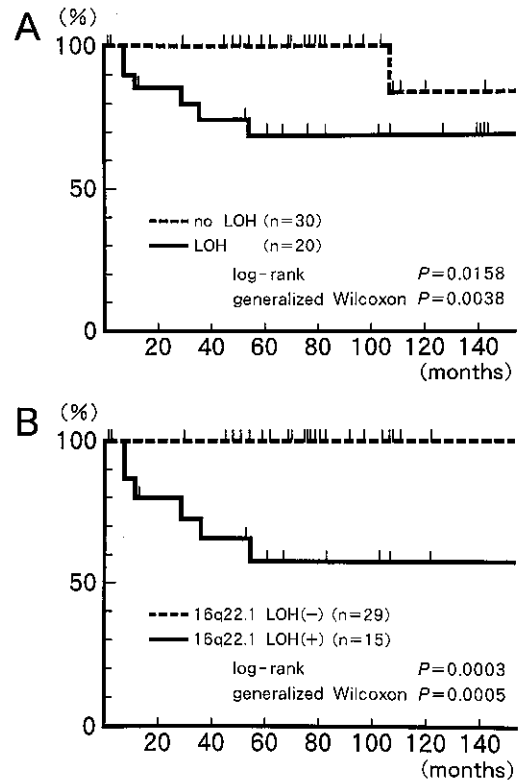 A
(%)
100
50
0
no LOH (n=30)
LOH (n=20)
log-rank P=0.0158
generalized Wilcoxon P=0.0038
20 40 60 80 100 120 140
(months)
B
(%)
100
50
0
16q22.1 LOH(−) (n=29)
16q22.1 LOH(+) (n=15)
log-rank P=0.0003
generalized Wilcoxon P=0.0005
20 40 60 80 100 120 140
(months)